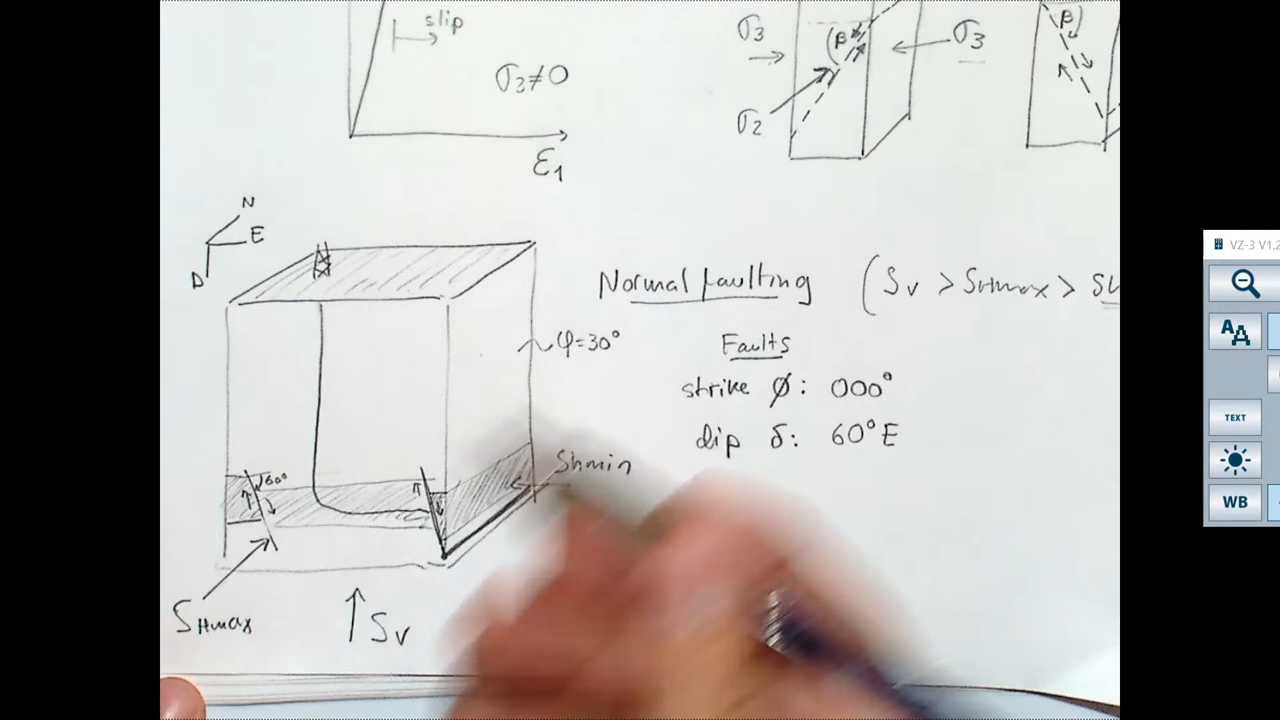 slip
σ3≠0
ε1
σ3
β
σ3
σ2
β
N
E
D
Normal faulting (Sv > SHmax > Sh
φ=30°
Faults
strike ∅: 000°
dip δ: 60°E
60°
Shmin
SHmax
Sv
VZ-3 V1.2
AA
TEXT
WB